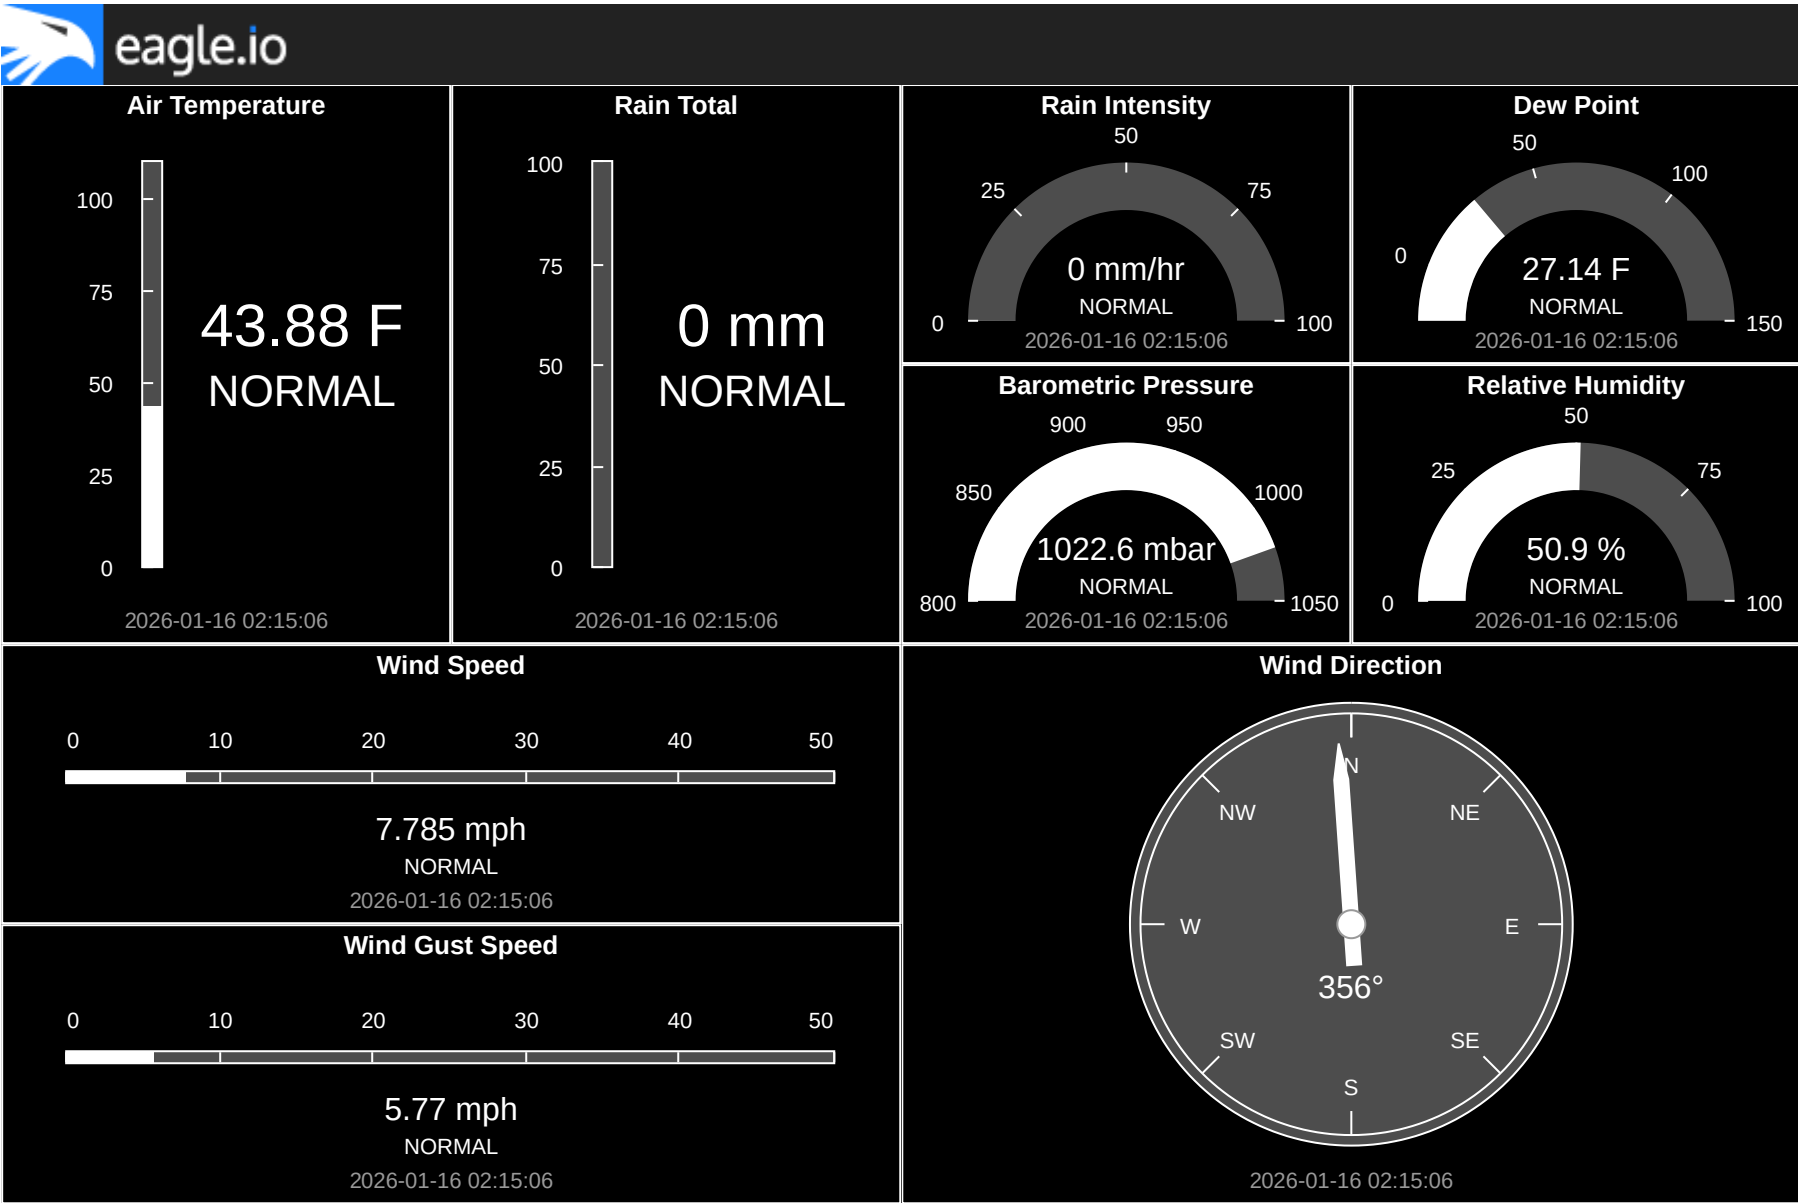 eagle.io
Air Temperature
100
75
50
25
0
43.88 F
NORMAL
2026-01-16 02:15:06
Rain Total
100
75
50
25
0
0 mm
NORMAL
2026-01-16 02:15:06
Rain Intensity
50
25
75
0
100
0 mm/hr
NORMAL
2026-01-16 02:15:06
Dew Point
50
100
0
150
27.14 F
NORMAL
2026-01-16 02:15:06
Barometric Pressure
900
950
850
1000
800
1050
1022.6 mbar
NORMAL
2026-01-16 02:15:06
Relative Humidity
50
25
75
0
100
50.9 %
NORMAL
2026-01-16 02:15:06
Wind Speed
0 10 20 30 40 50
7.785 mph
NORMAL
2026-01-16 02:15:06
Wind Gust Speed
0 10 20 30 40 50
5.77 mph
NORMAL
2026-01-16 02:15:06
Wind Direction
N
NW NE
W E
356°
SW SE
S
2026-01-16 02:15:06